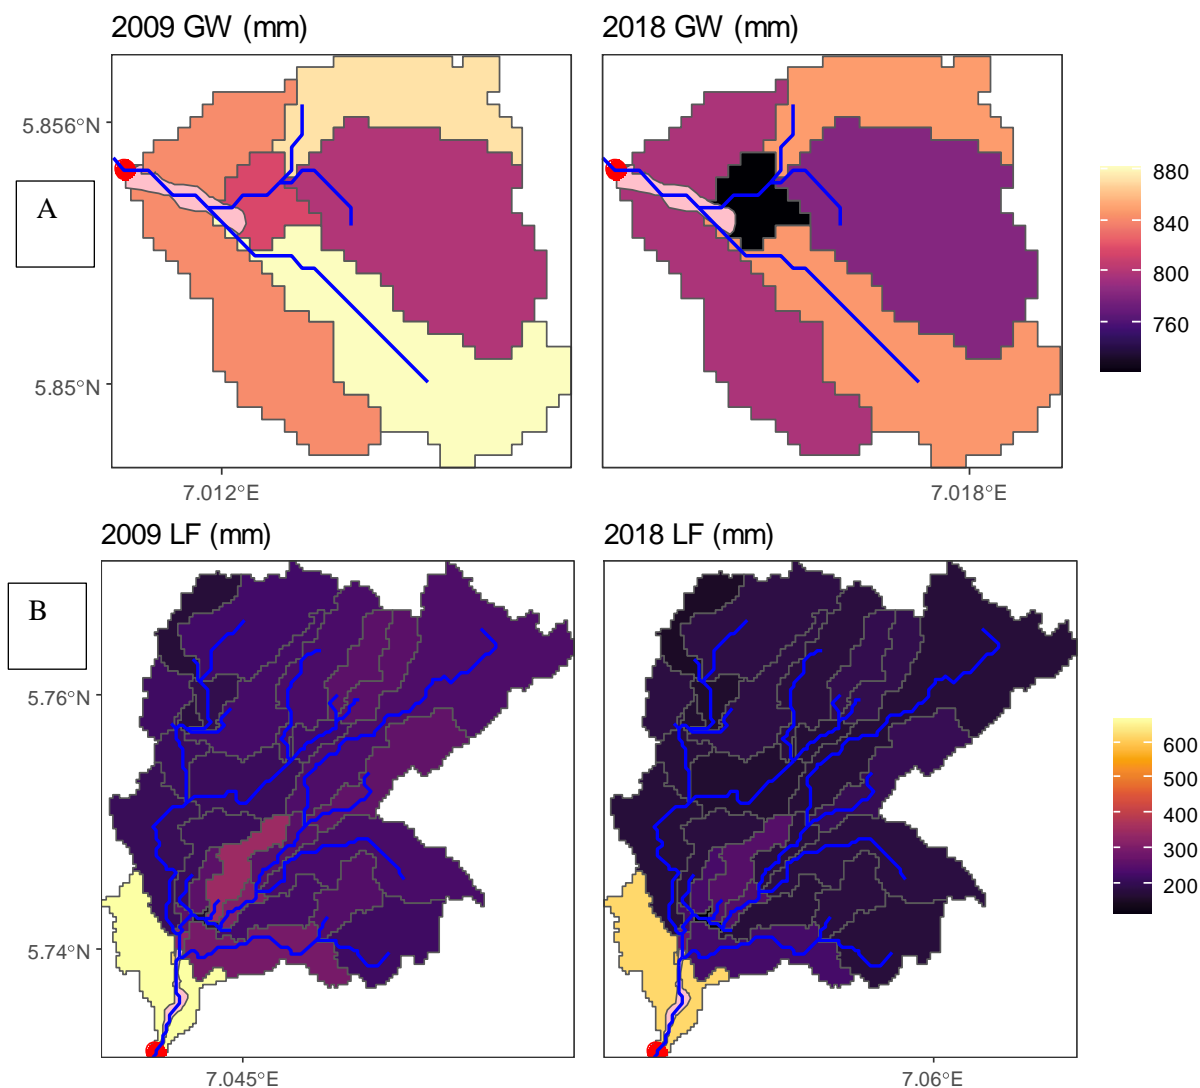 2009 GW (mm)
2018 GW (mm)
5.856°N
A
5.85°N
7.012°E
7.018°E
880
840
800
760
2009 LF (mm)
2018 LF (mm)
B
5.76°N
5.74°N
7.045°E
7.06°E
600
500
400
300
200